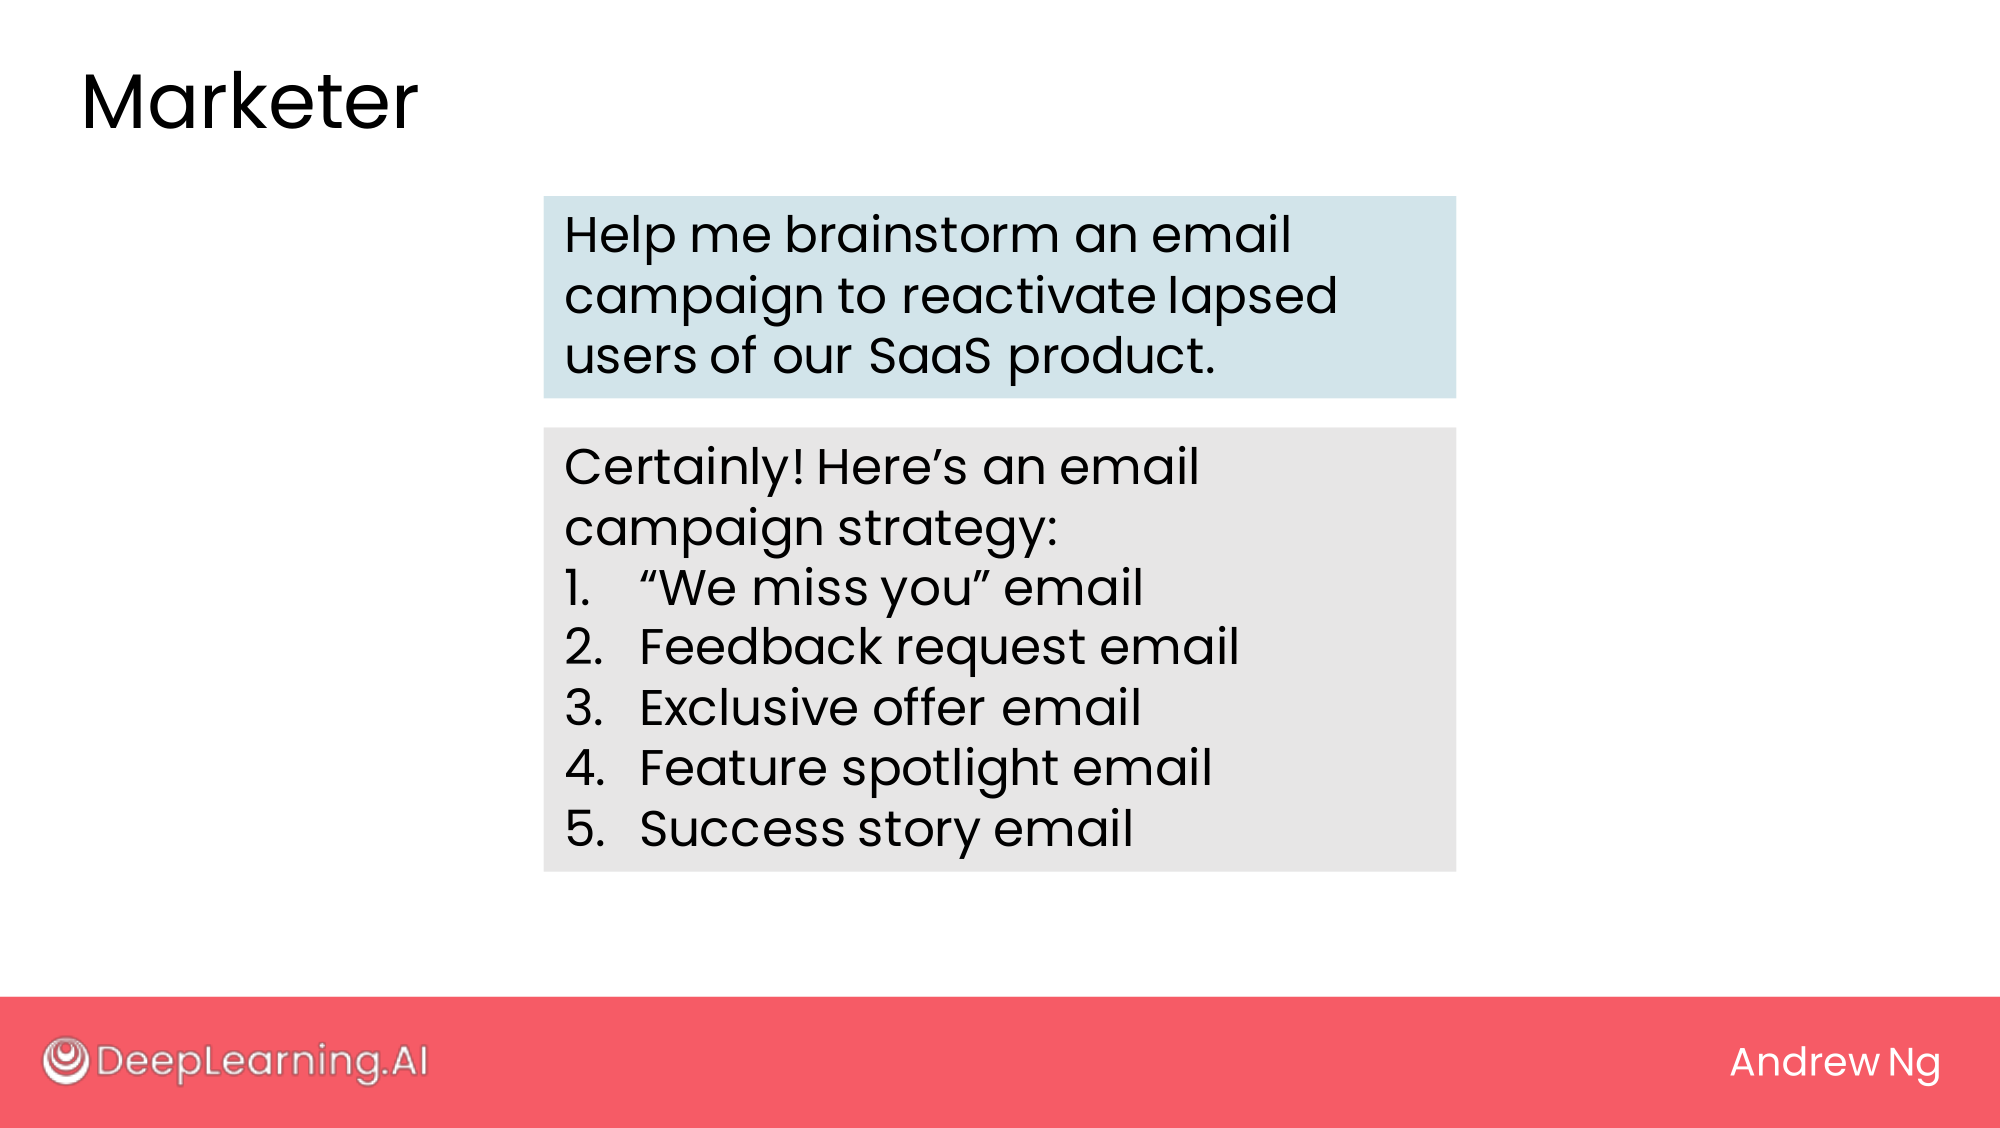 Marketer
Help me brainstorm an email
campaign to reactivate lapsed
users of our SaaS product.
Certainly! Here’s an email
campaign strategy:
1. “We miss you” email
2. Feedback request email
3. Exclusive offer email
4. Feature spotlight email
5. Success story email
DeepLearning.AI
Andrew Ng